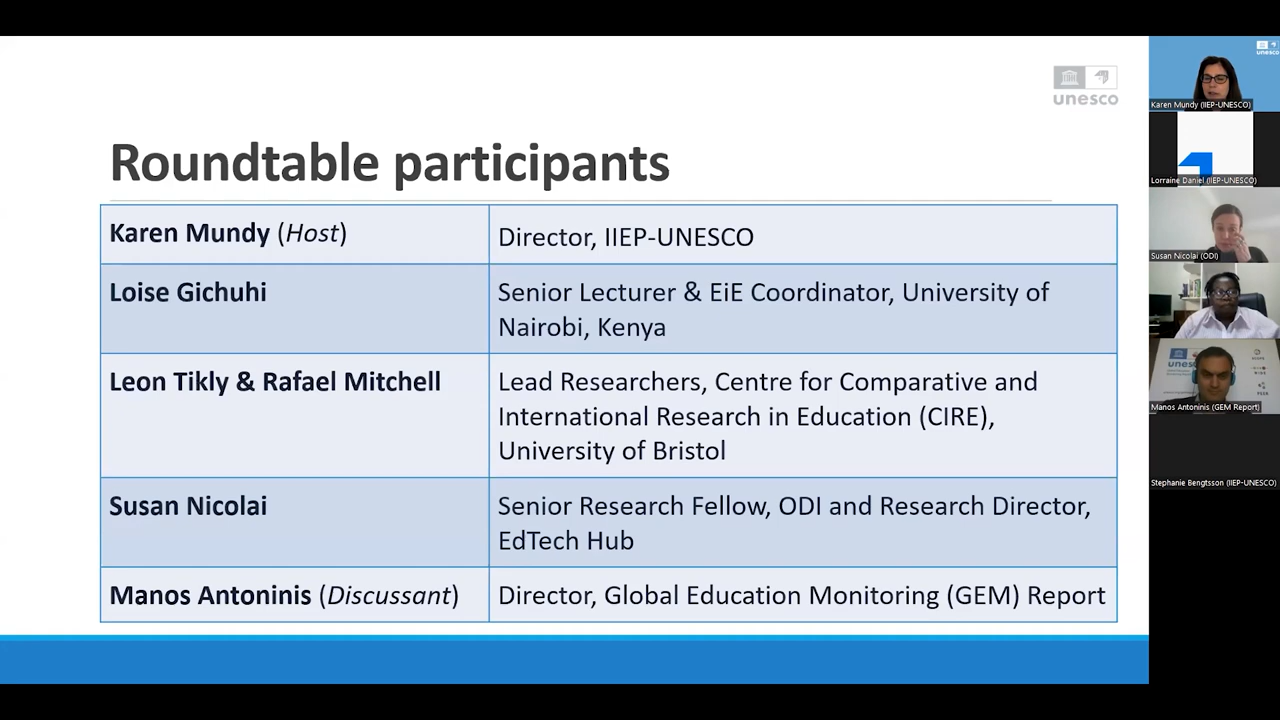 unesco
Roundtable participants
Karen Mundy (Host)
Director, IIEP-UNESCO
Loise Gichuhi
Senior Lecturer & EiE Coordinator, University of
Nairobi, Kenya
Leon Tikly & Rafael Mitchell
Lead Researchers, Centre for Comparative and
International Research in Education (CIRE),
University of Bristol
Susan Nicolai
Senior Research Fellow, ODI and Research Director,
EdTech Hub
Manos Antoninis (Discussant)
Director, Global Education Monitoring (GEM) Report
unesco
Karen Mundy (IIEP-UNESCO)
Lorraine Daniel (IIEP-UNESCO)
Susan Nicolai (ODI)
unesco
Manos Antoninis (GEM Report)
Stephanie Bengtsson (IIEP-UNESCO)